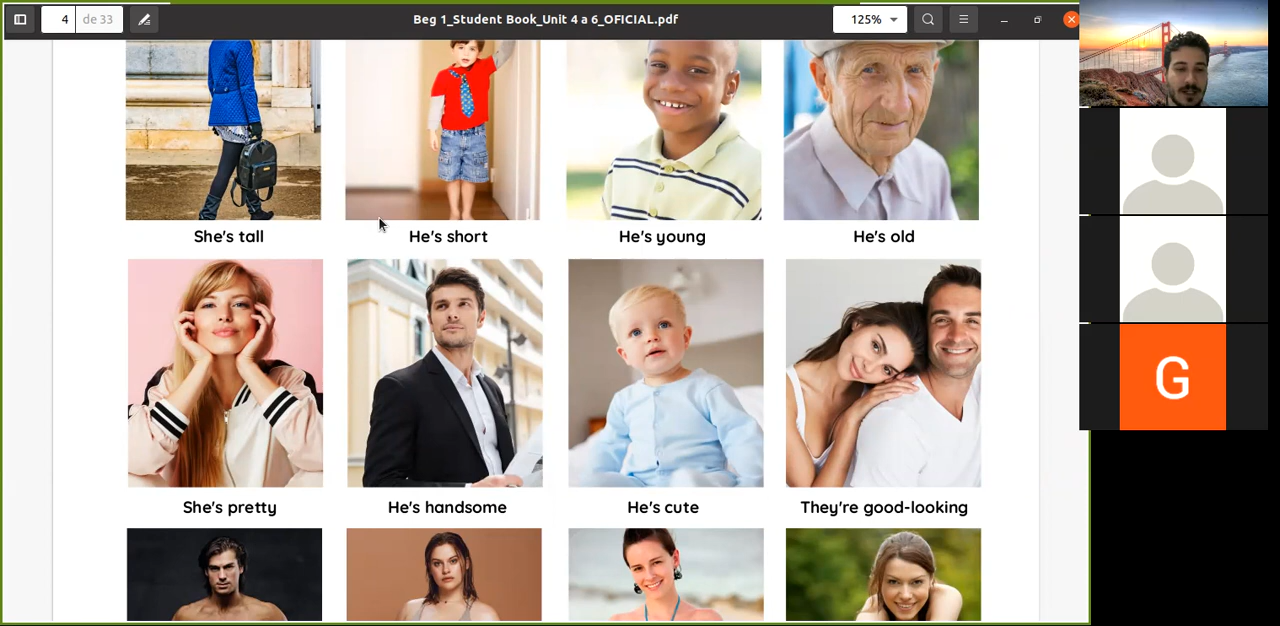 4 de 33 Beg 1_Student Book_Unit 4 a 6_OFICIAL.pdf 125%
She's tall He's short He's young He's old
She's pretty He's handsome He's cute They're good-looking
G